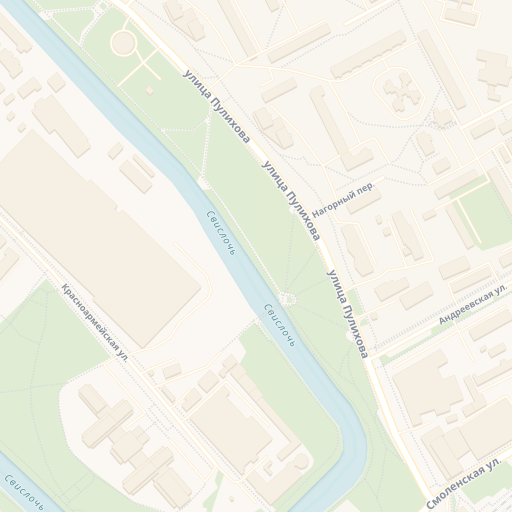 улица Пулихова
улица Пулихова
Нагорный пер.
Свислочь
улица Пулихова
Андреевская ул.
Красноармейская ул.
Свислочь
Смоленская ул.
Свислочь